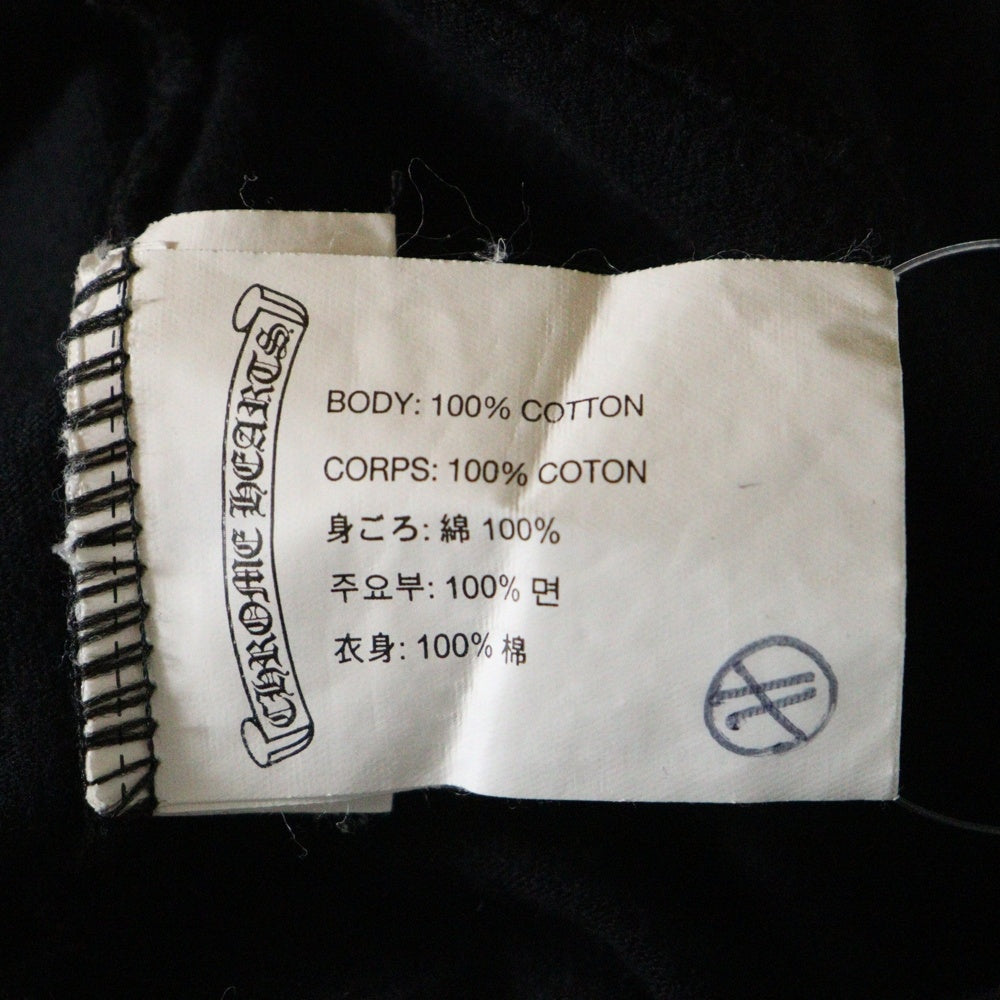 CHROME HEARTS
BODY: 100% COTTON
CORPS: 100% COTON
身ごろ: 綿 100%
주요부: 100% 면
衣身: 100% 棉